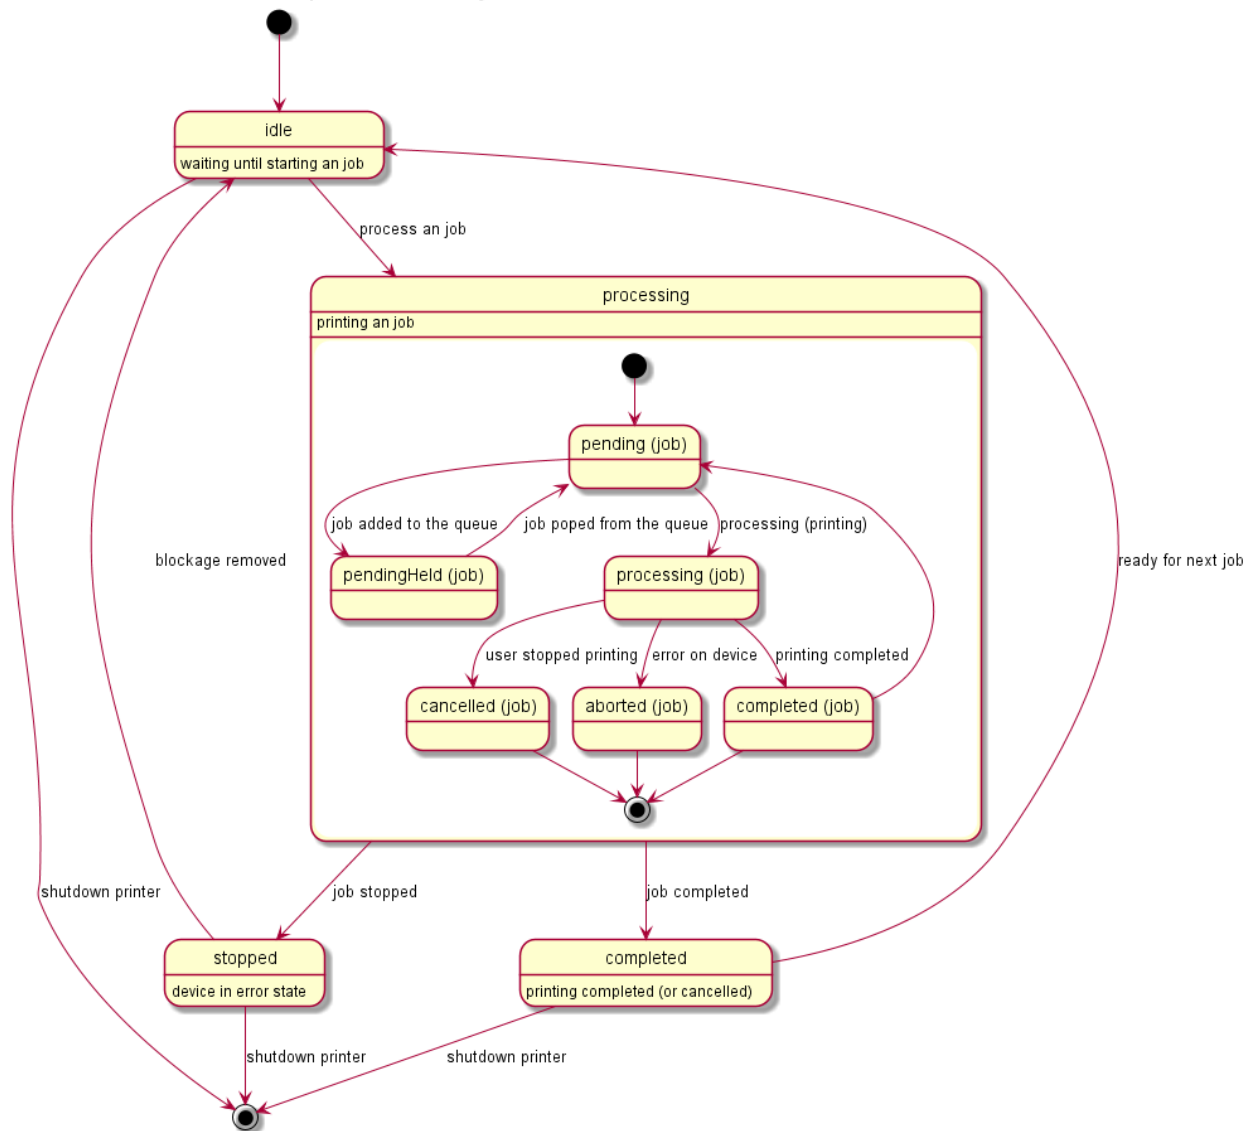 idle
waiting until starting an job
process an job
processing
printing an job
pending (job)
job added to the queue
job poped from the queue
processing (printing)
blockage removed
ready for next job
pendingHeld (job)
processing (job)
user stopped printing
error on device
printing completed
cancelled (job)
aborted (job)
completed (job)
shutdown printer
job stopped
job completed
stopped
device in error state
completed
printing completed (or cancelled)
shutdown printer
shutdown printer